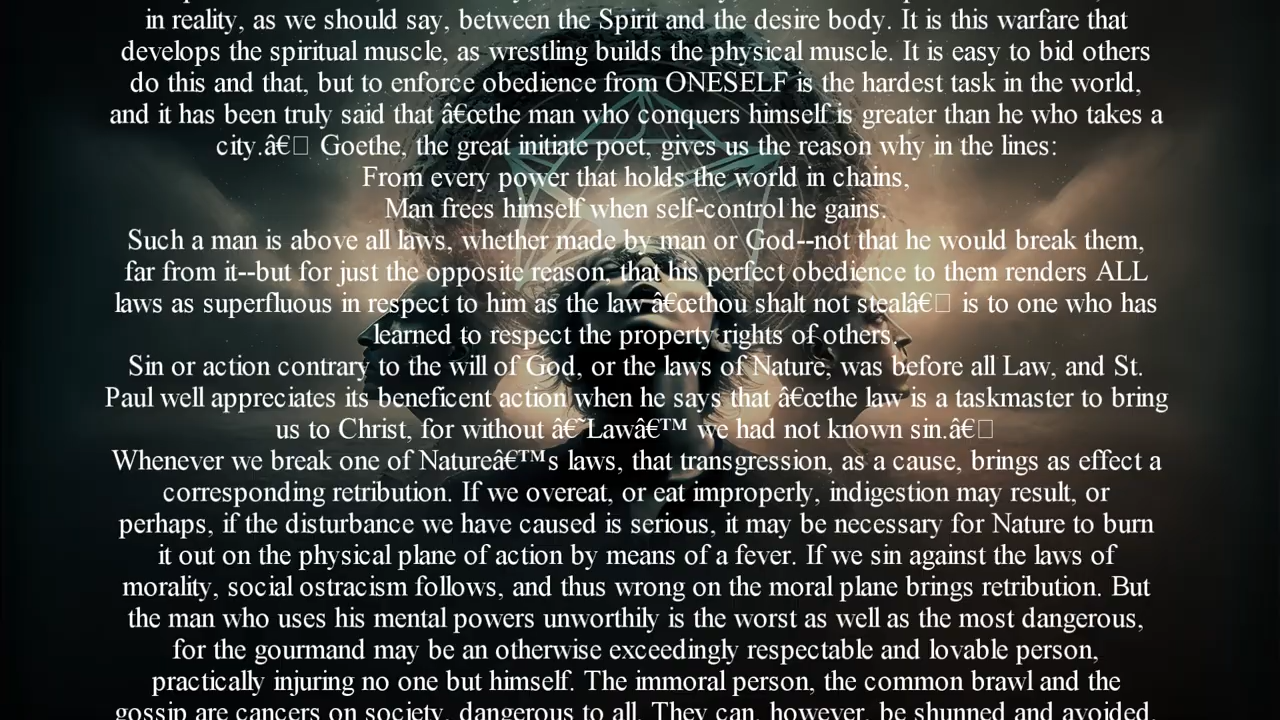 in reality, as we should say, between the Spirit and the desire body. It is this warfare that
develops the spiritual muscle, as wrestling builds the physical muscle. It is easy to bid others
do this and that, but to enforce obedience from ONESELF is the hardest task in the world,
and it has been truly said that â€œthe man who conquers himself is greater than he who takes a
city.â€□ Goethe, the great initiate poet, gives us the reason why in the lines:
From every power that holds the world in chains,
Man frees himself when self-control he gains.
Such a man is above all laws, whether made by man or God--not that he would break them,
far from it--but for just the opposite reason, that his perfect obedience to them renders ALL
laws as superfluous in respect to him as the law â€œthou shalt not stealâ€□ is to one who has
learned to respect the property rights of others.
Sin or action contrary to the will of God, or the laws of Nature, was before all Law, and St.
Paul well appreciates its beneficent action when he says that â€œthe law is a taskmaster to bring
us to Christ, for without â€˜Lawâ€™ we had not known sin.â€□
Whenever we break one of Natureâ€™s laws, that transgression, as a cause, brings as effect a
corresponding retribution. If we overeat, or eat improperly, indigestion may result, or
perhaps, if the disturbance we have caused is serious, it may be necessary for Nature to burn
it out on the physical plane of action by means of a fever. If we sin against the laws of
morality, social ostracism follows, and thus wrong on the moral plane brings retribution. But
the man who uses his mental powers unworthily is the worst as well as the most dangerous,
for the gourmand may be an otherwise exceedingly respectable and lovable person,
practically injuring no one but himself. The immoral person, the common brawl and the
gossip are cancers on society, dangerous to all. They can, however, be shunned and avoided